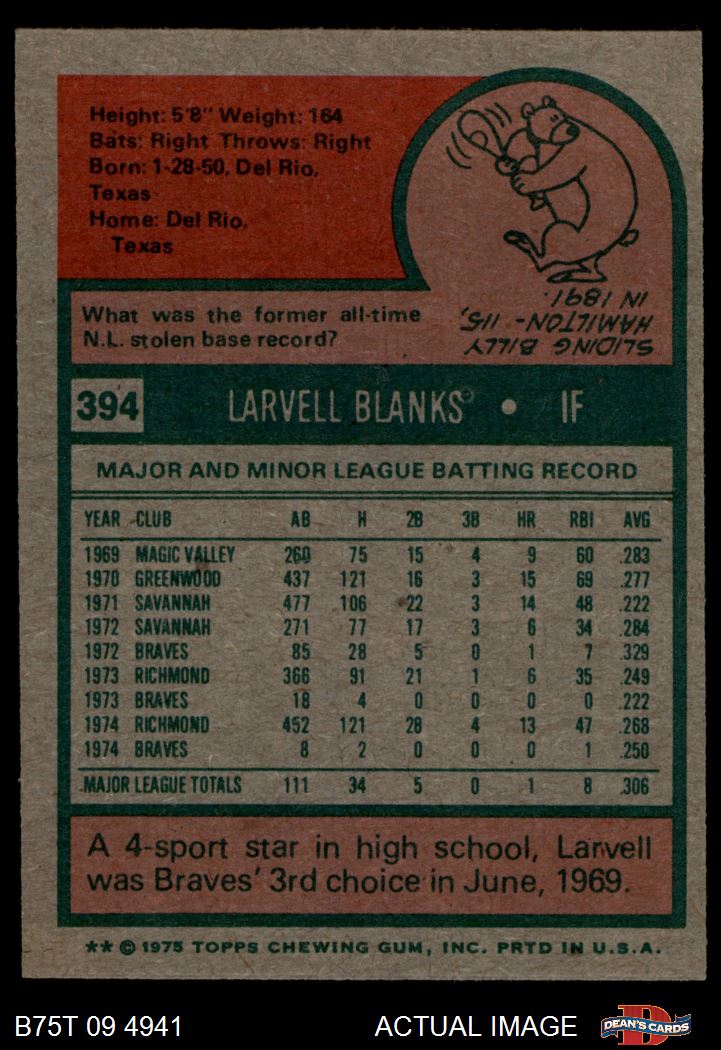 Height: 5'8" Weight: 164
Bats: Right Throws: Right
Born: 1-28-50, Del Rio,
Texas
Home: Del Rio,
Texas
What was the former all-time
N.L. stolen base record?
SLIDING BILLY
HAMILTON - 115,
IN 1891.
394 LARVELL BLANKS • IF
MAJOR AND MINOR LEAGUE BATTING RECORD
YEAR CLUB AB H 2B 3B HR RBI AVG
1969 MAGIC VALLEY 260 75 15 4 9 60 .283
1970 GREENWOOD 437 121 16 3 15 69 .277
1971 SAVANNAH 477 106 22 3 14 48 .222
1972 SAVANNAH 271 77 17 3 6 34 .284
1972 BRAVES 85 28 5 0 1 7 .329
1973 RICHMOND 366 91 21 1 6 35 .249
1973 BRAVES 18 4 0 0 0 0 .222
1974 RICHMOND 452 121 28 4 13 47 .268
1974 BRAVES 8 2 0 0 0 1 .250
MAJOR LEAGUE TOTALS 111 34 5 0 1 8 .306
A 4-sport star in high school, Larvell
was Braves' 3rd choice in June, 1969.
** © 1975 TOPPS CHEWING GUM, INC. PRTD IN U.S.A.
B75T 09 4941 ACTUAL IMAGE DEAN'S CARDS